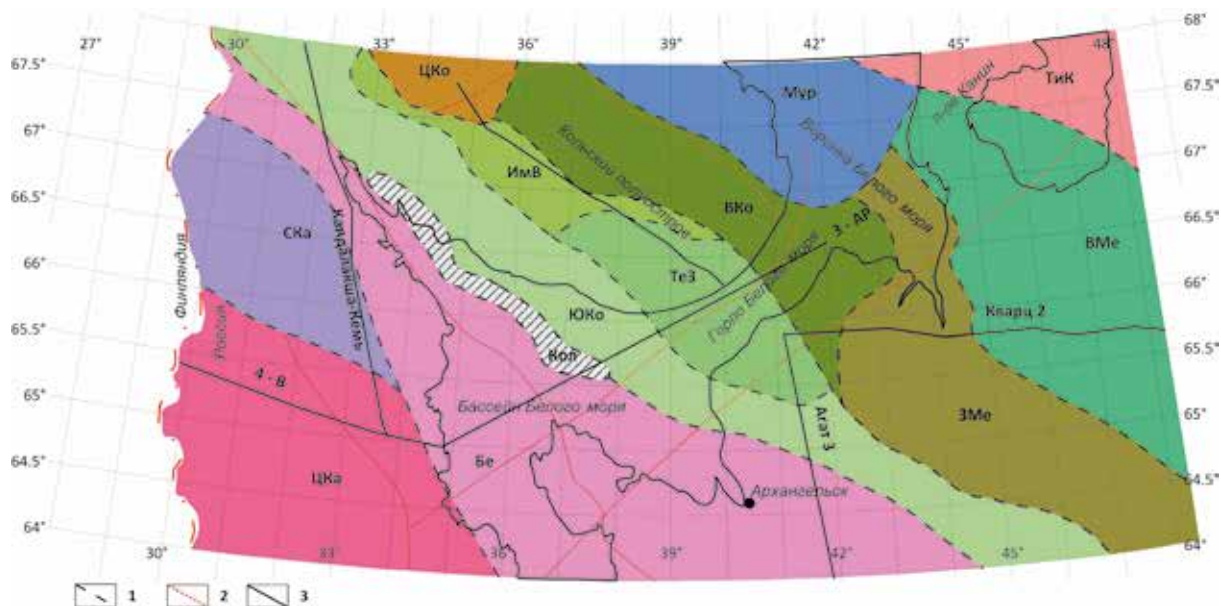 27° 30° 33° 36° 39° 42° 45° 48° 68°
67.5°
67°
66.5°
66°
65.5°
65°
64.5°
64°
ЦКо
Мур
ТиК
п-ов Канин
67.5°
67°
66.5°
66°
65.5°
65°
64.5°
64°
Воронка Белого моря
Кольский полуостров
ИмВ
ВКо
3 - АР
СКа
Кандалакша-Кемь
Финляндия
Россия
ТеЗ
Горло Белого моря
ВМе
Кварц 2
ЮКо
Кол
4 - В
Бассейн Белого моря
Агат 3
ЗМе
Бе
ЦКа
Архангельск
30° 33° 36° 39° 42° 45°
1 2 3